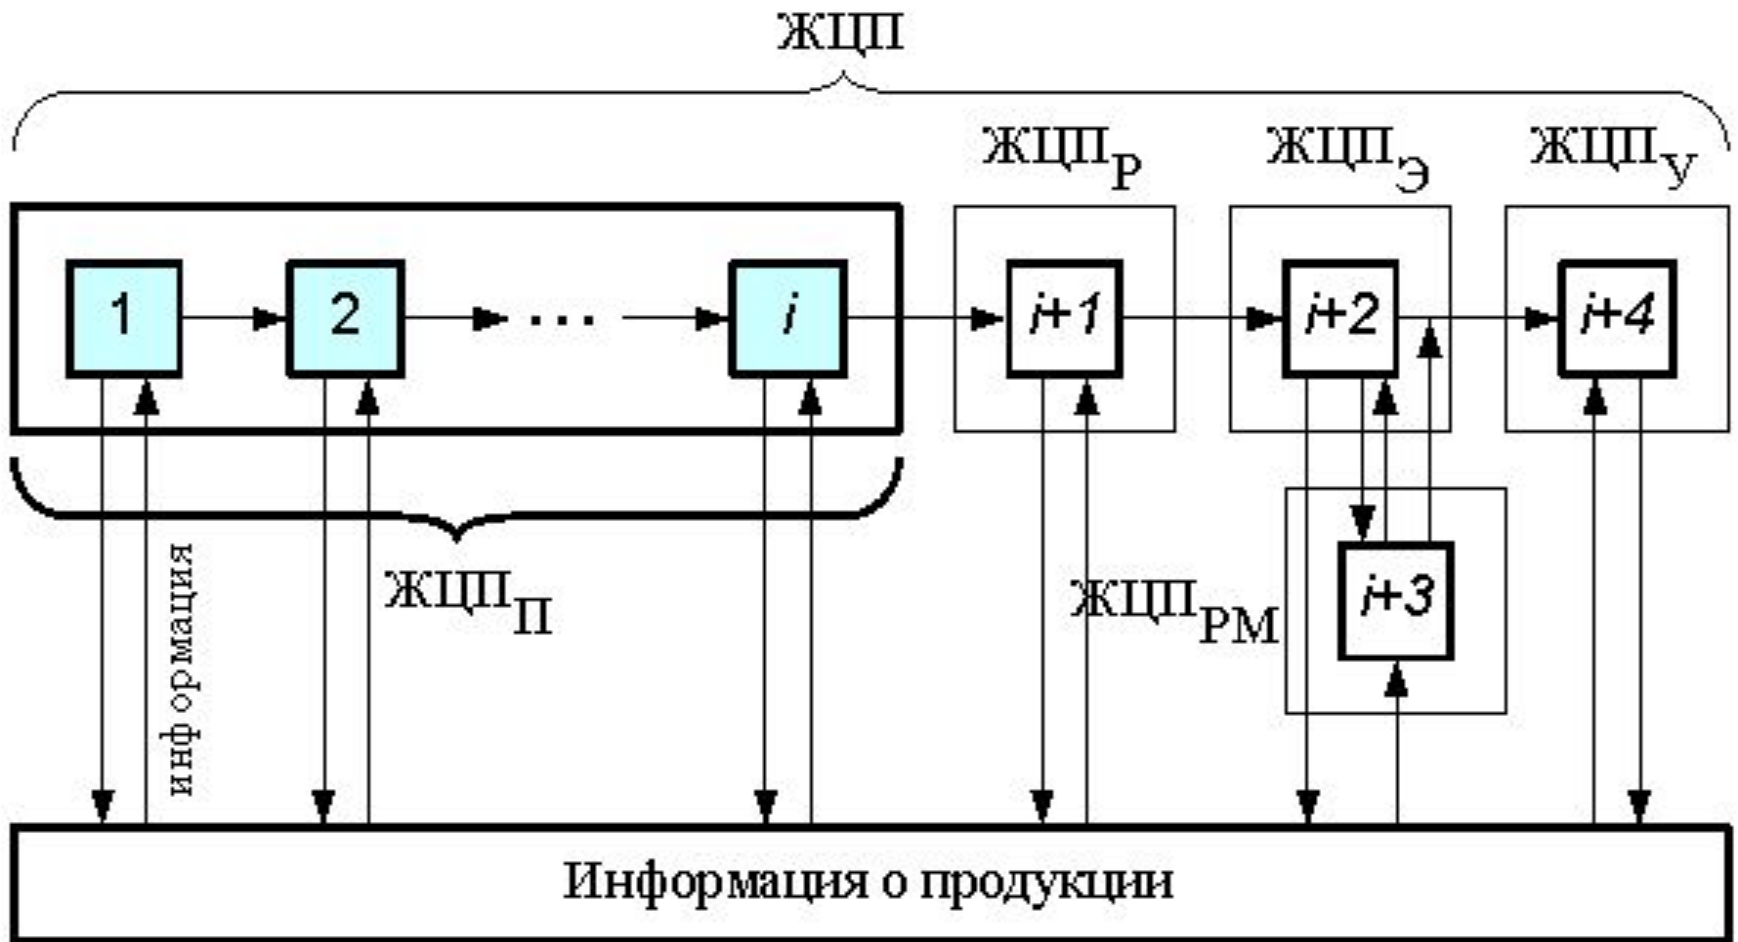 ЖЦП
ЖЦПР
ЖЦПЭ
ЖЦПУ
1
2
...
i
i+1
i+2
i+4
информация
ЖЦПП
ЖЦПРМ
i+3
Информация о продукции